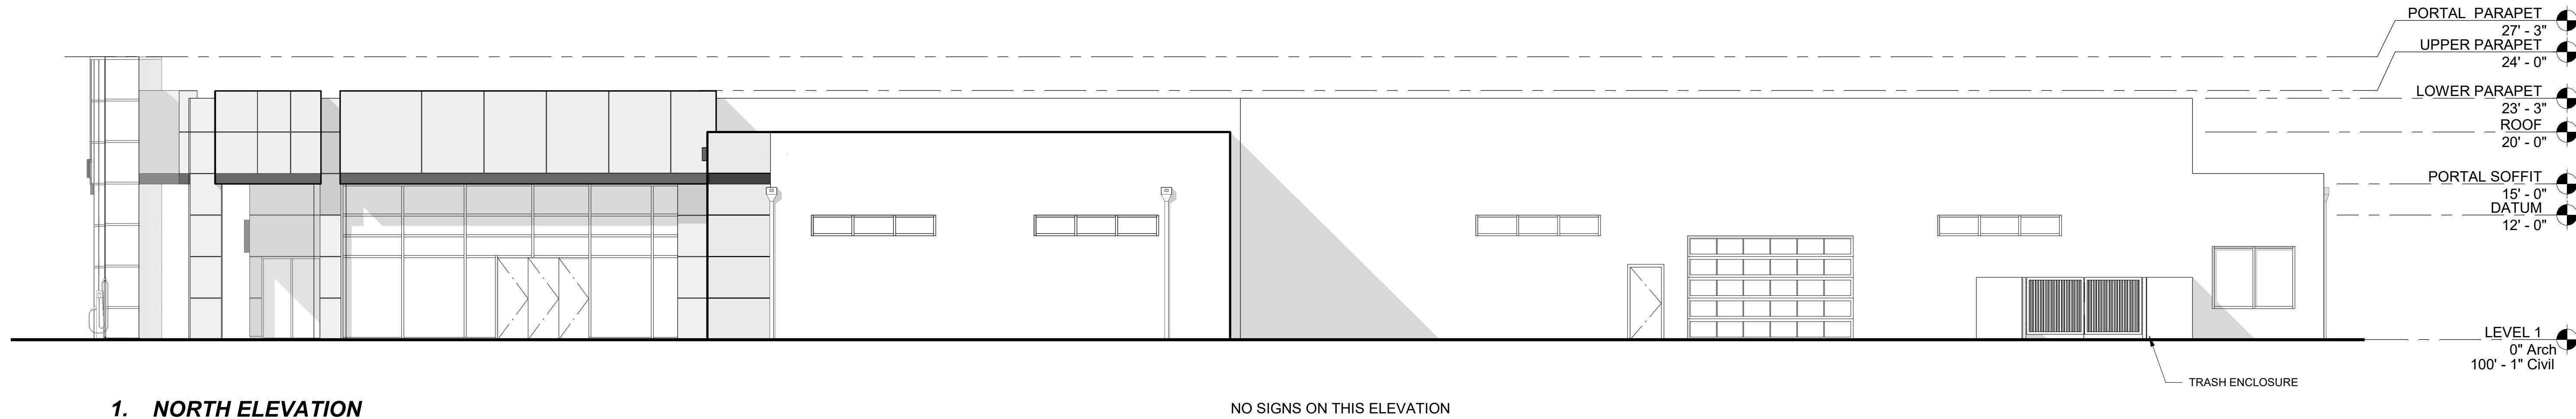 PORTAL PARAPET
27' - 3"
UPPER PARAPET
24' - 0"
LOWER PARAPET
23' - 3"
ROOF
20' - 0"
PORTAL SOFFIT
15' - 0"
DATUM
12' - 0"
LEVEL 1
0" Arch
100' - 1" Civil
TRASH ENCLOSURE
1. NORTH ELEVATION
NO SIGNS ON THIS ELEVATION